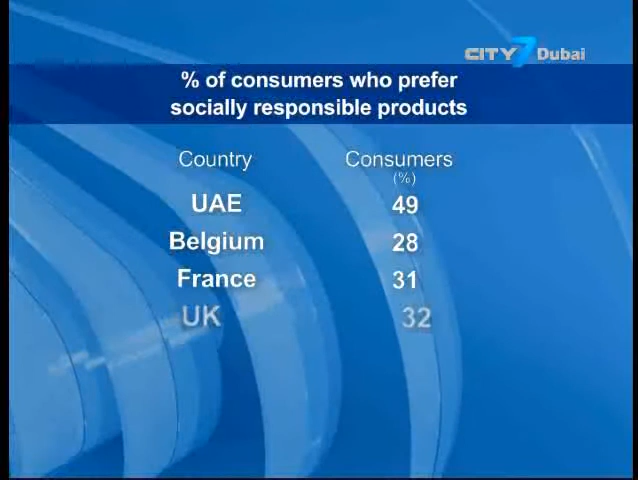 CITY7 Dubai
% of consumers who prefer
socially responsible products
Country Consumers
(%)
UAE 49
Belgium 28
France 31
UK 32